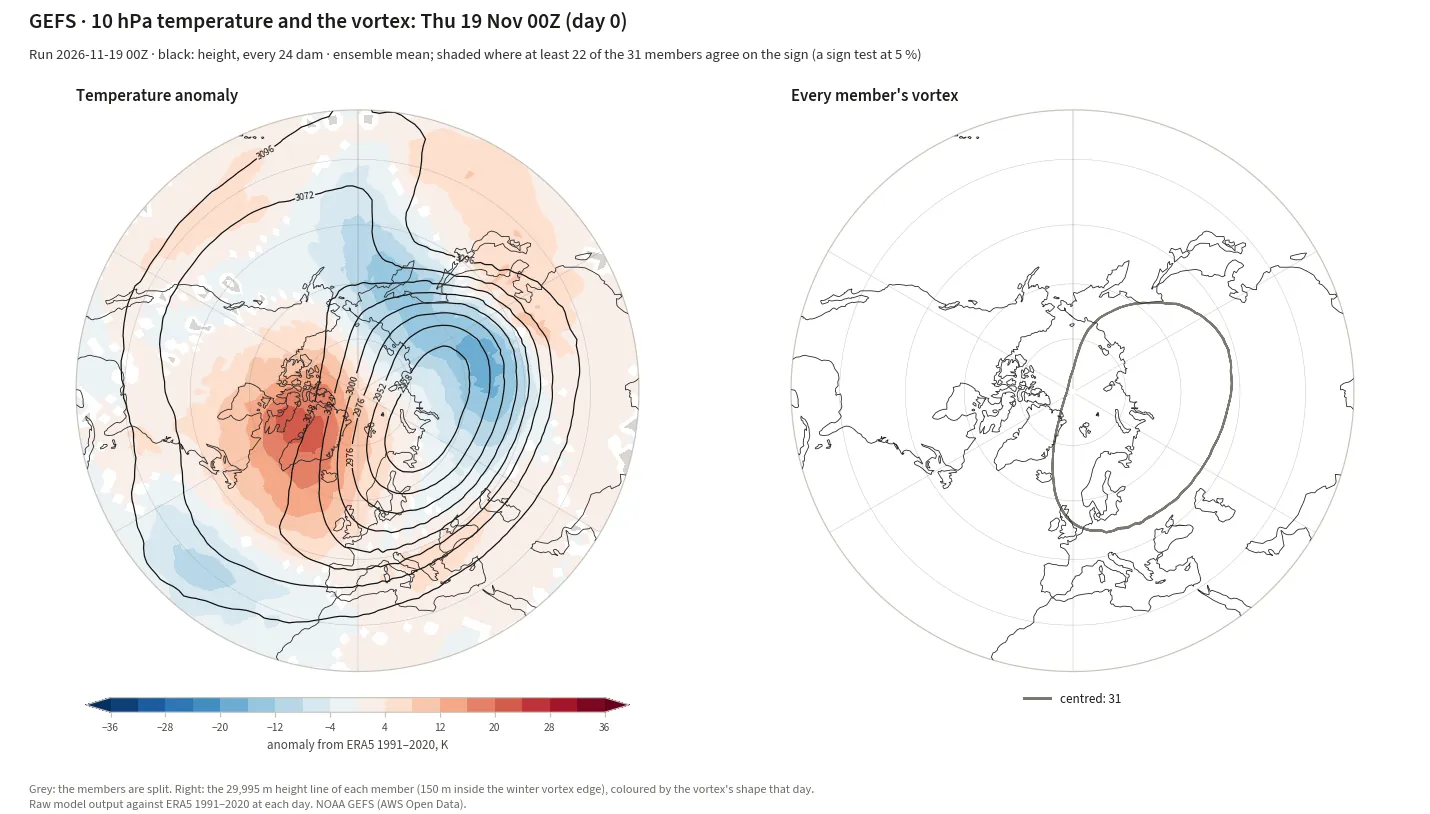 GEFS · 10 hPa temperature and the vortex: Thu 19 Nov 00Z (day 0)
Run 2026-11-19 00Z · black: height, every 24 dam · ensemble mean; shaded where at least 22 of the 31 members agree on the sign (a sign test at 5 %)
Temperature anomaly
Every member's vortex
3096
3072
3096
3000
2952
2976
2976
centred: 31
−36 −28 −20 −12 −4 4 12 20 28 36
anomaly from ERA5 1991–2020, K
Grey: the members are split. Right: the 29,995 m height line of each member (150 m inside the winter vortex edge), coloured by the vortex's shape that day.
Raw model output against ERA5 1991–2020 at each day. NOAA GEFS (AWS Open Data).